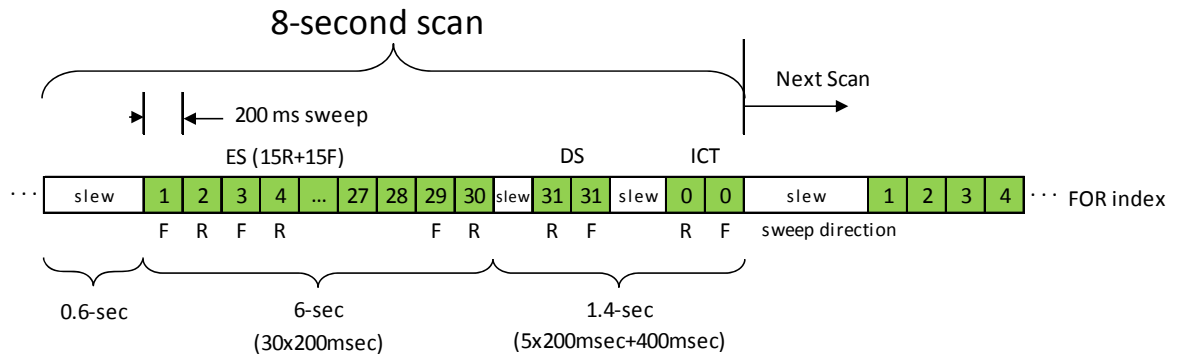 8-second scan
Next Scan
200 ms sweep
ES (15R+15F)
DS
ICT
··· slew 1 2 3 4 ... 27 28 29 30 slew 31 31 slew 0 0 slew 1 2 3 4 ··· FOR index
F R F R F R R F R F sweep direction
0.6-sec
6-sec
(30x200msec)
1.4-sec
(5x200msec+400msec)